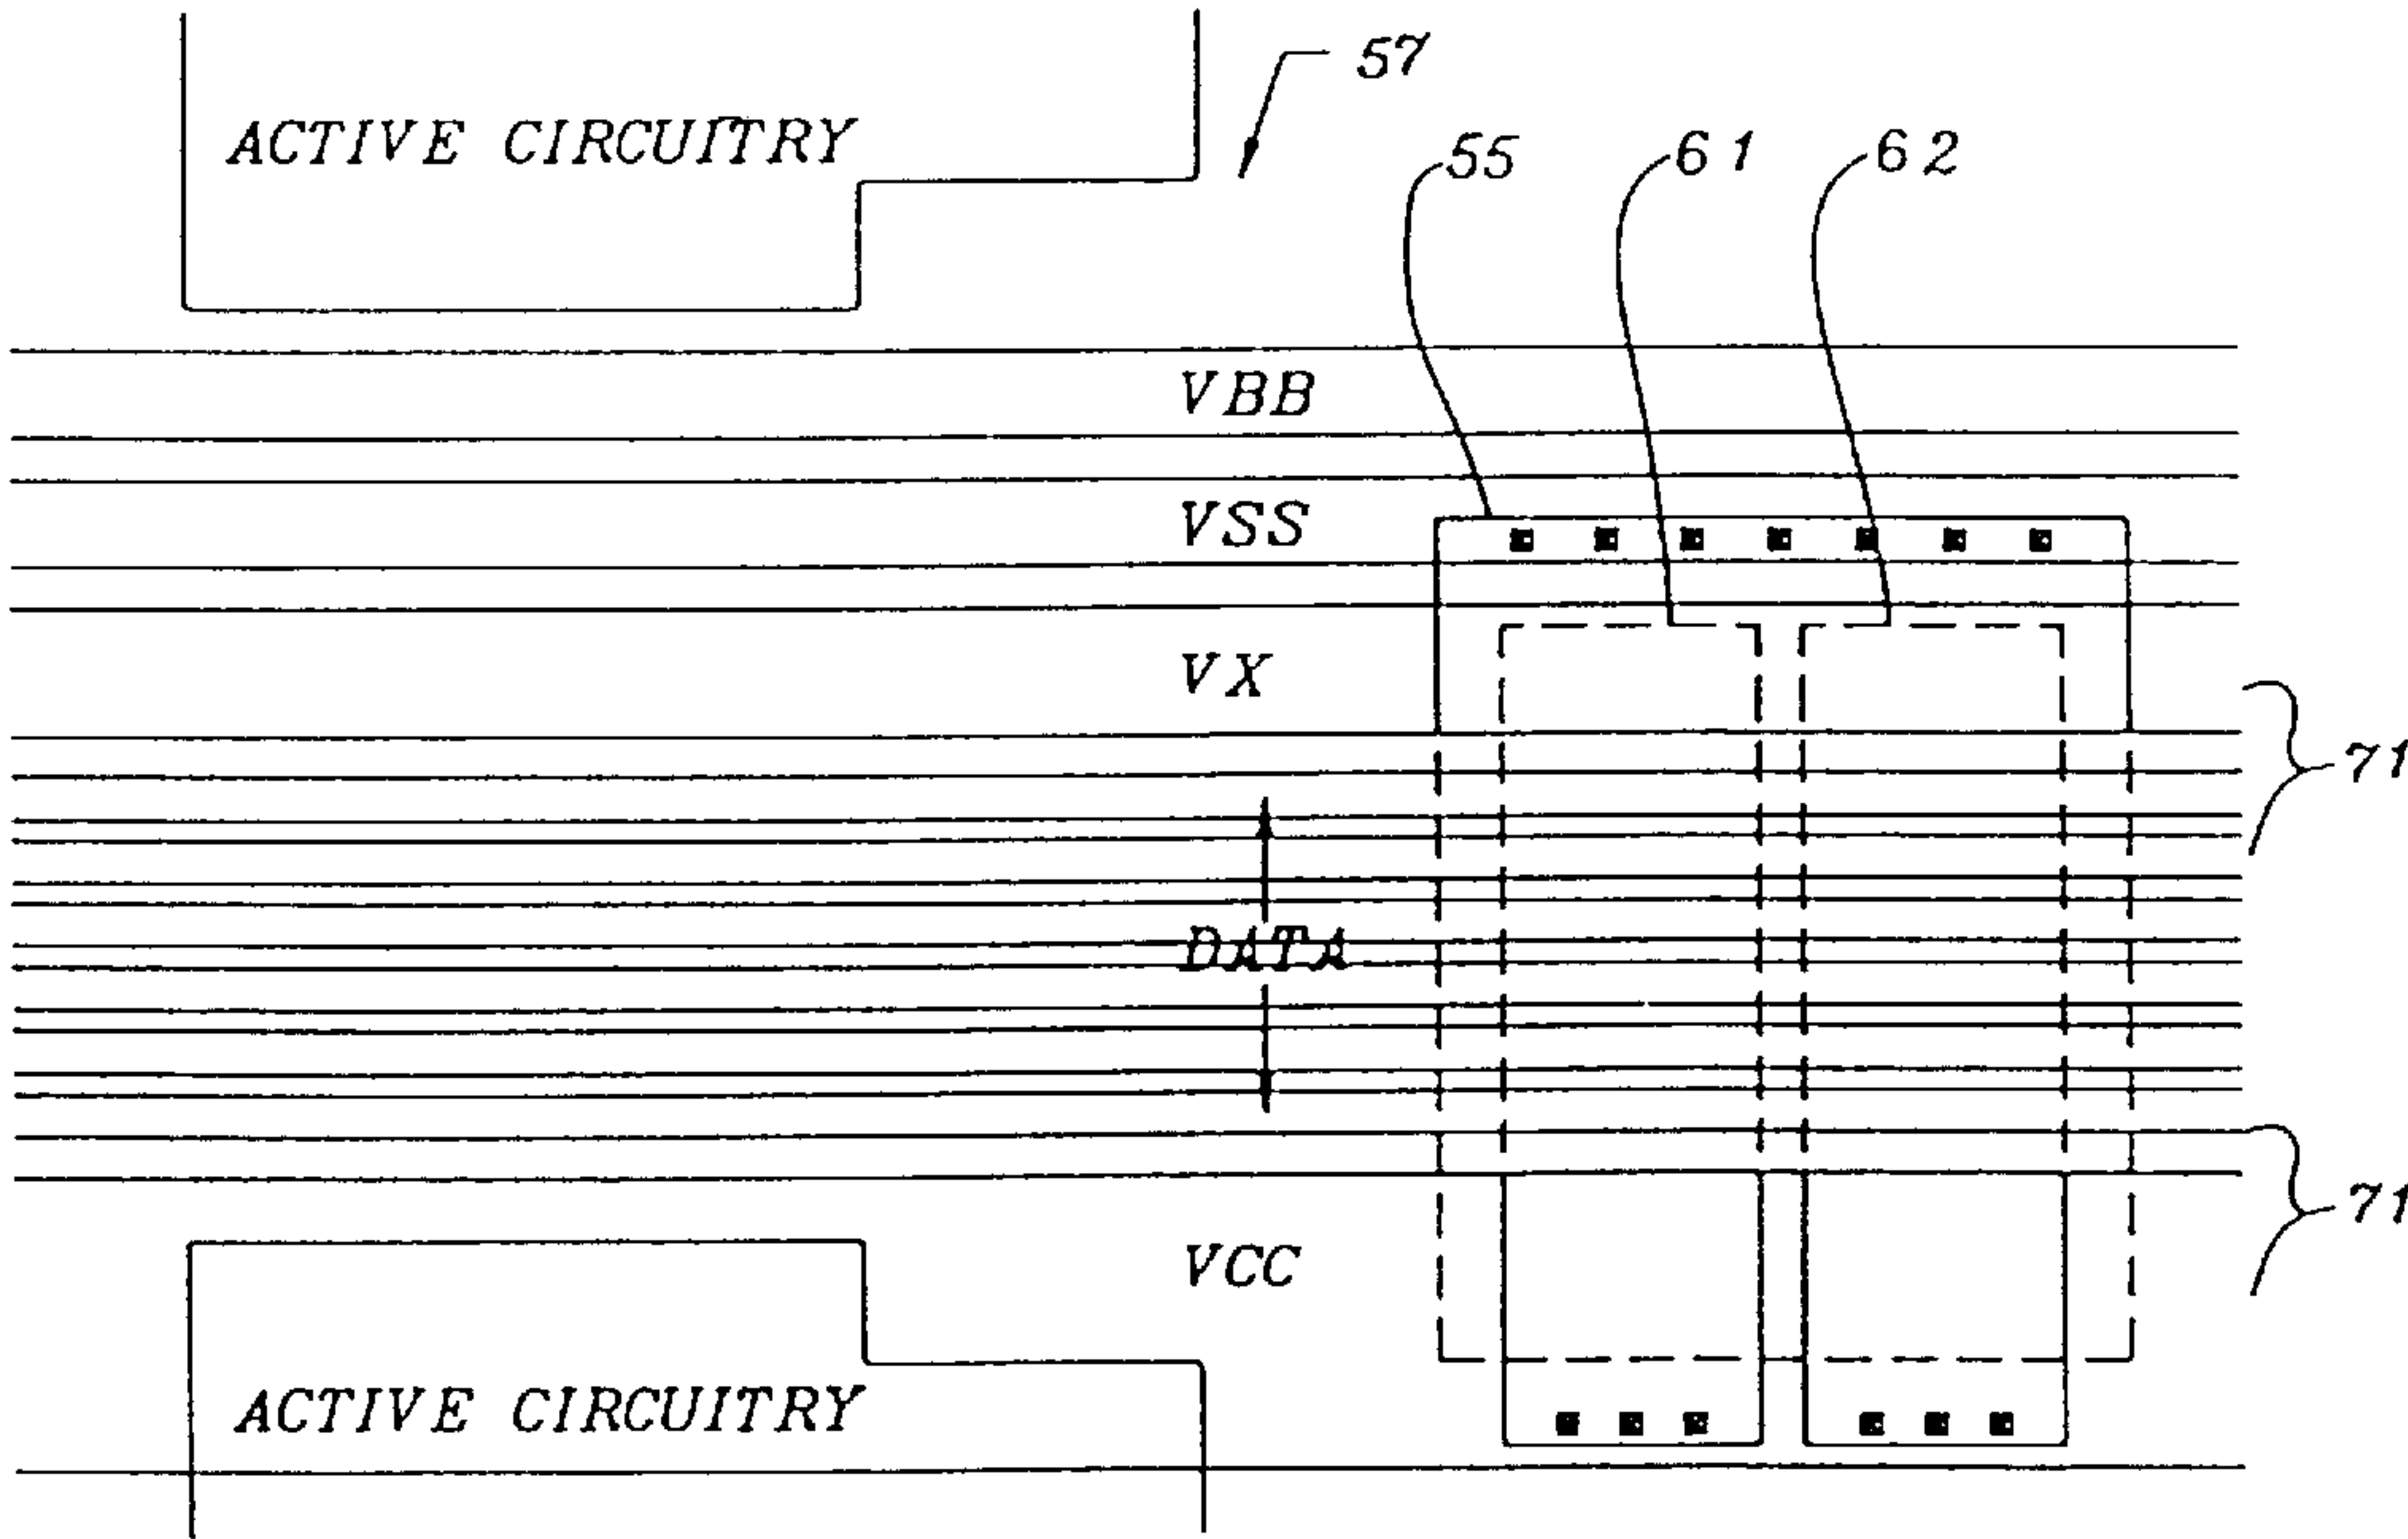 57
ACTIVE CIRCUITRY
55
61
62
VBB
VSS
VX
71
DATA
71
VCC
ACTIVE CIRCUITRY